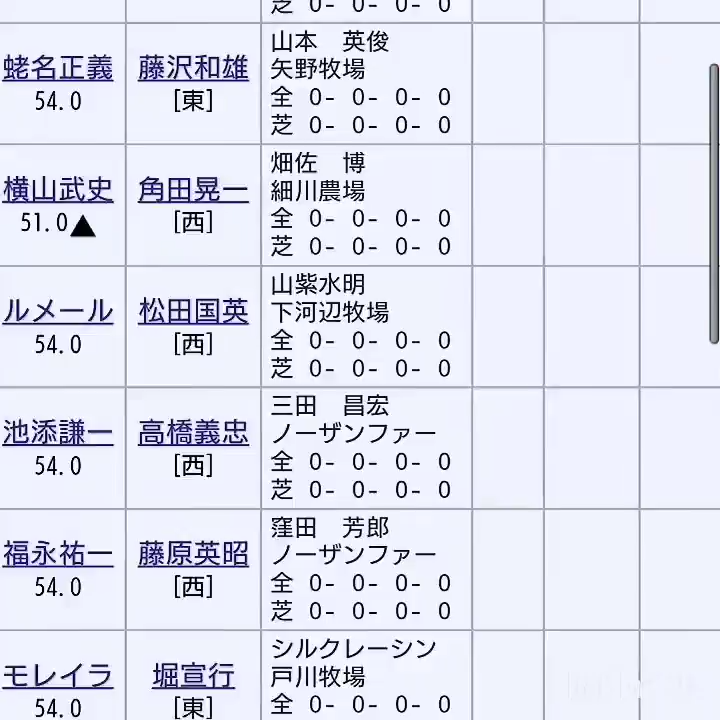 芝 0- 0- 0- 0
蛯名正義
54.0
藤沢和雄
[東]
山本　英俊
矢野牧場
全 0- 0- 0- 0
芝 0- 0- 0- 0
横山武史
51.0▲
角田晃一
[西]
畑佐　博
細川農場
全 0- 0- 0- 0
芝 0- 0- 0- 0
ルメール
54.0
松田国英
[西]
山紫水明
下河辺牧場
全 0- 0- 0- 0
芝 0- 0- 0- 0
池添謙一
54.0
高橋義忠
[西]
三田　昌宏
ノーザンファー
全 0- 0- 0- 0
芝 0- 0- 0- 0
福永祐一
54.0
藤原英昭
[西]
窪田　芳郎
ノーザンファー
全 0- 0- 0- 0
芝 0- 0- 0- 0
モレイラ
54.0
堀宣行
[東]
シルクレーシン
戸川牧場
全 0- 0- 0- 0